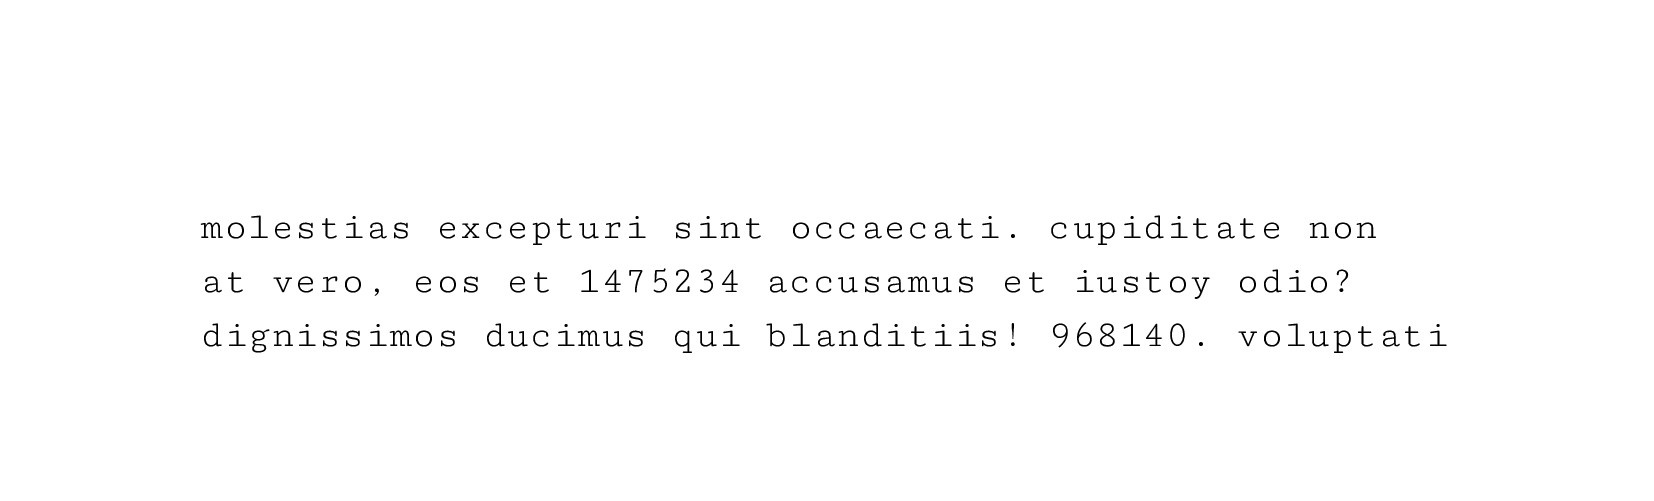 molestias excepturi sint occaecati. cupiditate non
at vero, eos et 1475234 accusamus et iustoy odio?
dignissimos ducimus qui blanditiis! 968140. voluptati